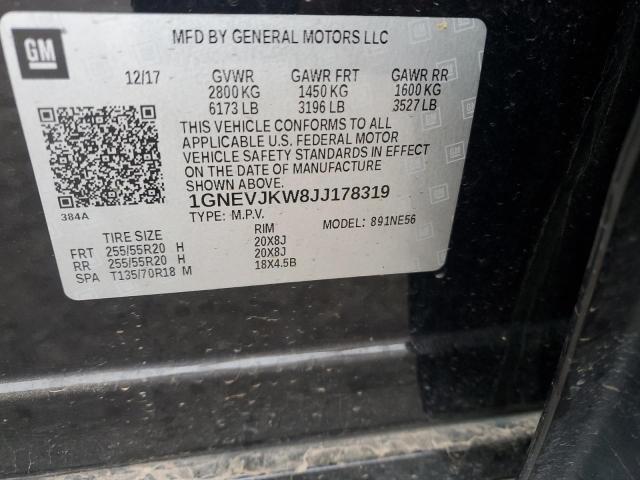 GM
MFD BY GENERAL MOTORS LLC
12/17 GVWR GAWR FRT GAWR RR
2800 KG 1450 KG 1600 KG
6173 LB 3196 LB 3527 LB
THIS VEHICLE CONFORMS TO ALL
APPLICABLE U.S. FEDERAL MOTOR
VEHICLE SAFETY STANDARDS IN EFFECT
ON THE DATE OF MANUFACTURE
SHOWN ABOVE.
384A
1GNEVJKW8JJ178319
TYPE: M.P.V. MODEL: 891NE56
TIRE SIZE RIM
FRT 255/55R20 H 20X8J
RR 255/55R20 H 20X8J
SPA T135/70R18 M 18X4.5B